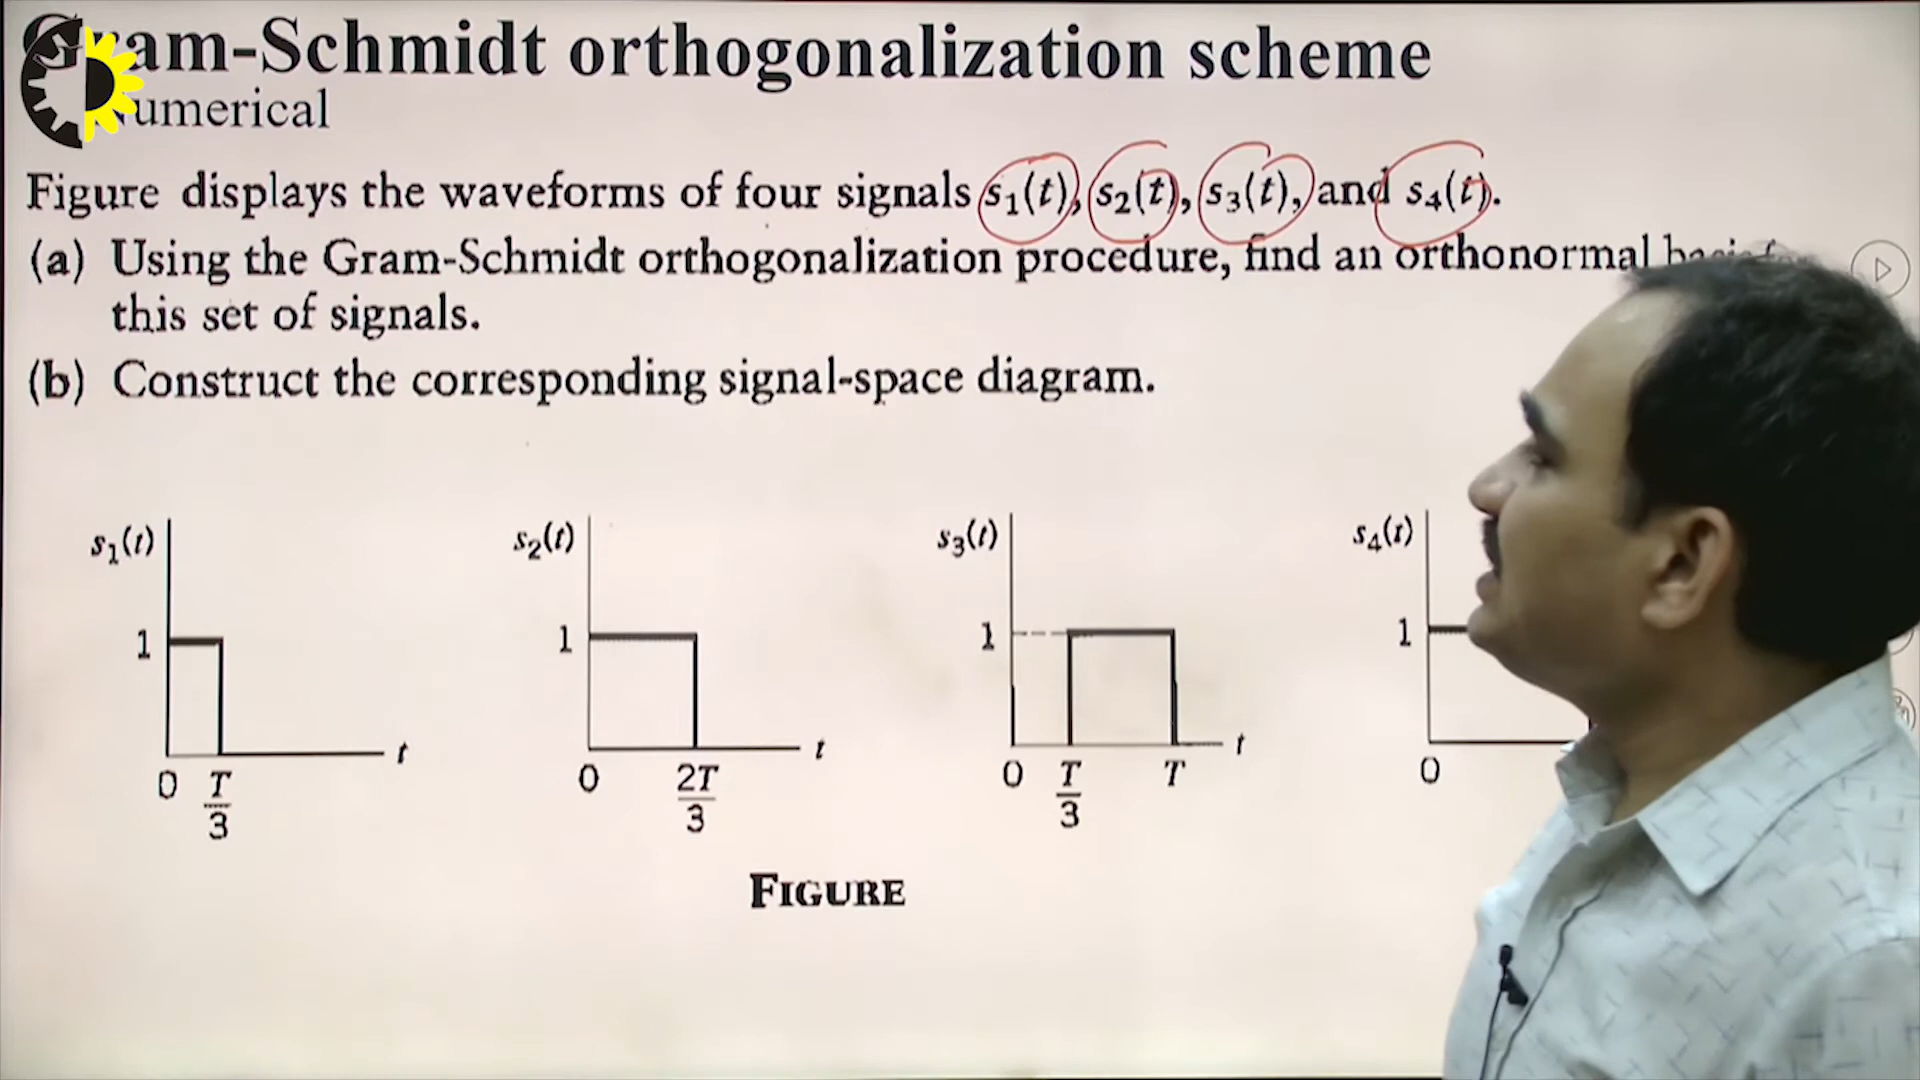 Gram-Schmidt orthogonalization scheme
Numerical
Figure displays the waveforms of four signals s₁(t), s₂(t), s₃(t), and s₄(t).
(a) Using the Gram-Schmidt orthogonalization procedure, find an orthonormal
this set of signals.
(b) Construct the corresponding signal-space diagram.
s₁(t) s₂(t) s₃(t) s₄(t)
1 1 1 1
t t t
0 T/3 0 2T/3 0 T/3 T 0
FIGURE